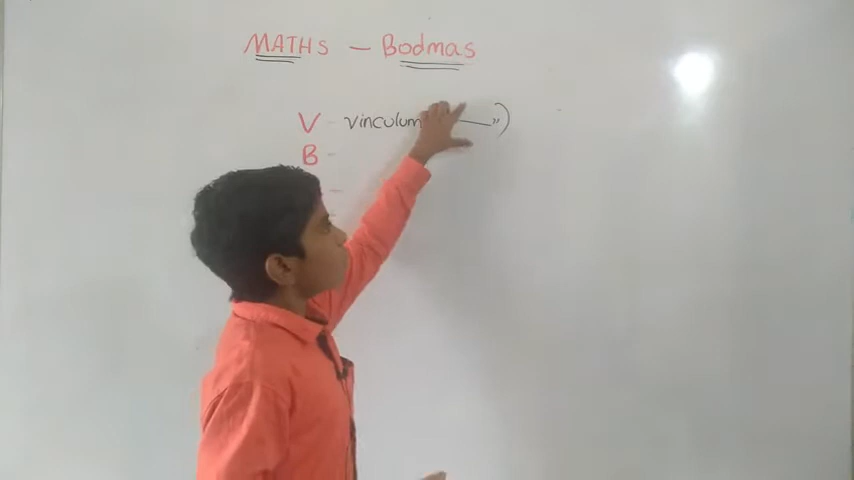 MATHS - Bodmas
V - vinculum — ")
B -